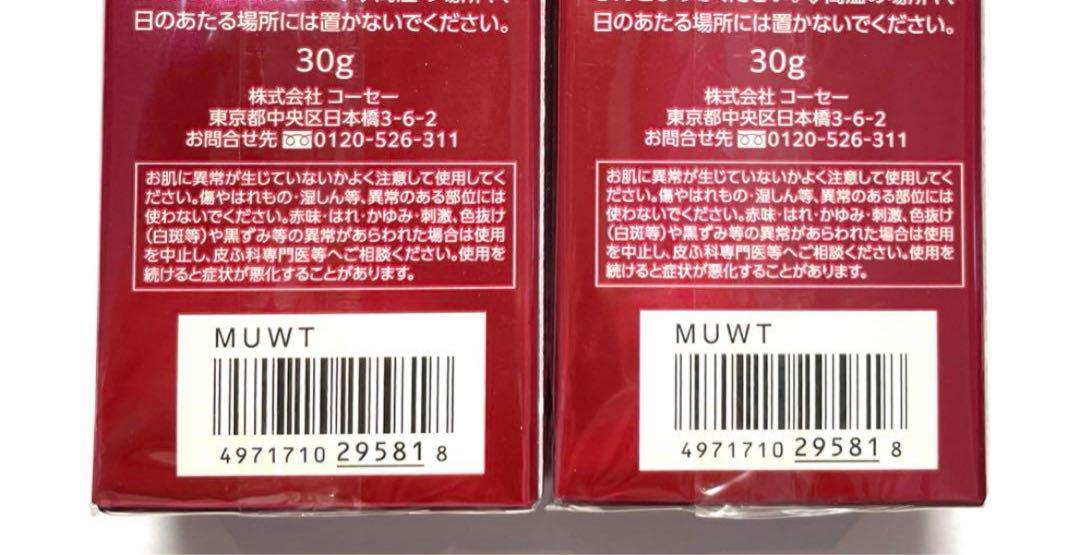 日のあたる場所には置かないでください。
30g
株式会社 コーセー
東京都中央区日本橋3-6-2
お問合せ先 0120-526-311
お肌に異常が生じていないかよく注意して使用してく
ださい。傷やはれもの・湿しん等、異常のある部位には
使わないでください。赤味・はれ・かゆみ・刺激、色抜け
(白斑等)や黒ずみ等の異常があらわれた場合は使用
を中止し、皮ふ科専門医等へご相談ください。使用を
続けると症状が悪化することがあります。
MUWT
4971710 29581 8
日のあたる場所には置かないでください。
30g
株式会社 コーセー
東京都中央区日本橋3-6-2
お問合せ先 0120-526-311
お肌に異常が生じていないかよく注意して使用してく
ださい。傷やはれもの・湿しん等、異常のある部位には
使わないでください。赤味・はれ・かゆみ・刺激、色抜け
(白斑等)や黒ずみ等の異常があらわれた場合は使用
を中止し、皮ふ科専門医等へご相談ください。使用を
続けると症状が悪化することがあります。
MUWT
4971710 29581 8